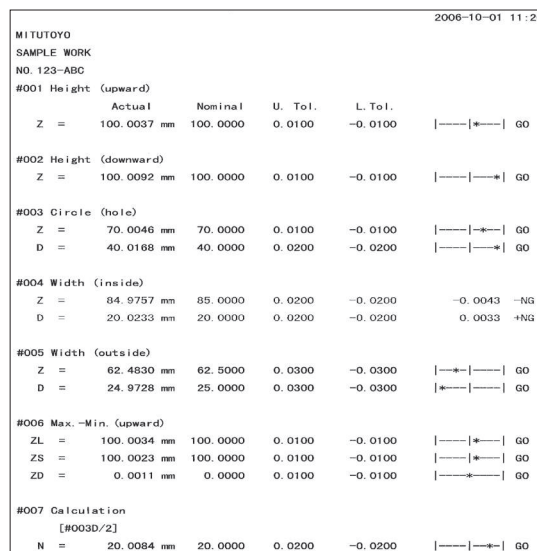 2006-10-01 11:2
MITUTOYO
SAMPLE WORK
NO. 123-ABC
#001 Height (upward)
Actual Nominal U. Tol. L. Tol.
Z = 100.0037 mm 100.0000 0.0100 -0.0100 |----|*---| GO
#002 Height (downward)
Z = 100.0092 mm 100.0000 0.0100 -0.0100 |----|---*| GO
#003 Circle (hole)
Z = 70.0046 mm 70.0000 0.0100 -0.0100 |----|-*--| GO
D = 40.0168 mm 40.0000 0.0200 -0.0200 |----|---*| GO
#004 Width (inside)
Z = 84.9757 mm 85.0000 0.0200 -0.0200 -0.0043 -NG
D = 20.0233 mm 20.0000 0.0200 -0.0200 0.0033 +NG
#005 Width (outside)
Z = 62.4830 mm 62.5000 0.0300 -0.0300 |--*-|----| GO
D = 24.9728 mm 25.0000 0.0300 -0.0300 |*---|----| GO
#006 Max.-Min. (upward)
ZL = 100.0034 mm 100.0000 0.0100 -0.0100 |----|*---| GO
ZS = 100.0023 mm 100.0000 0.0100 -0.0100 |----|*---| GO
ZD = 0.0011 mm 0.0000 0.0100 -0.0100 |----*----| GO
#007 Calculation
[#003D/2]
N = 20.0084 mm 20.0000 0.0200 -0.0200 |----|--*-| GO